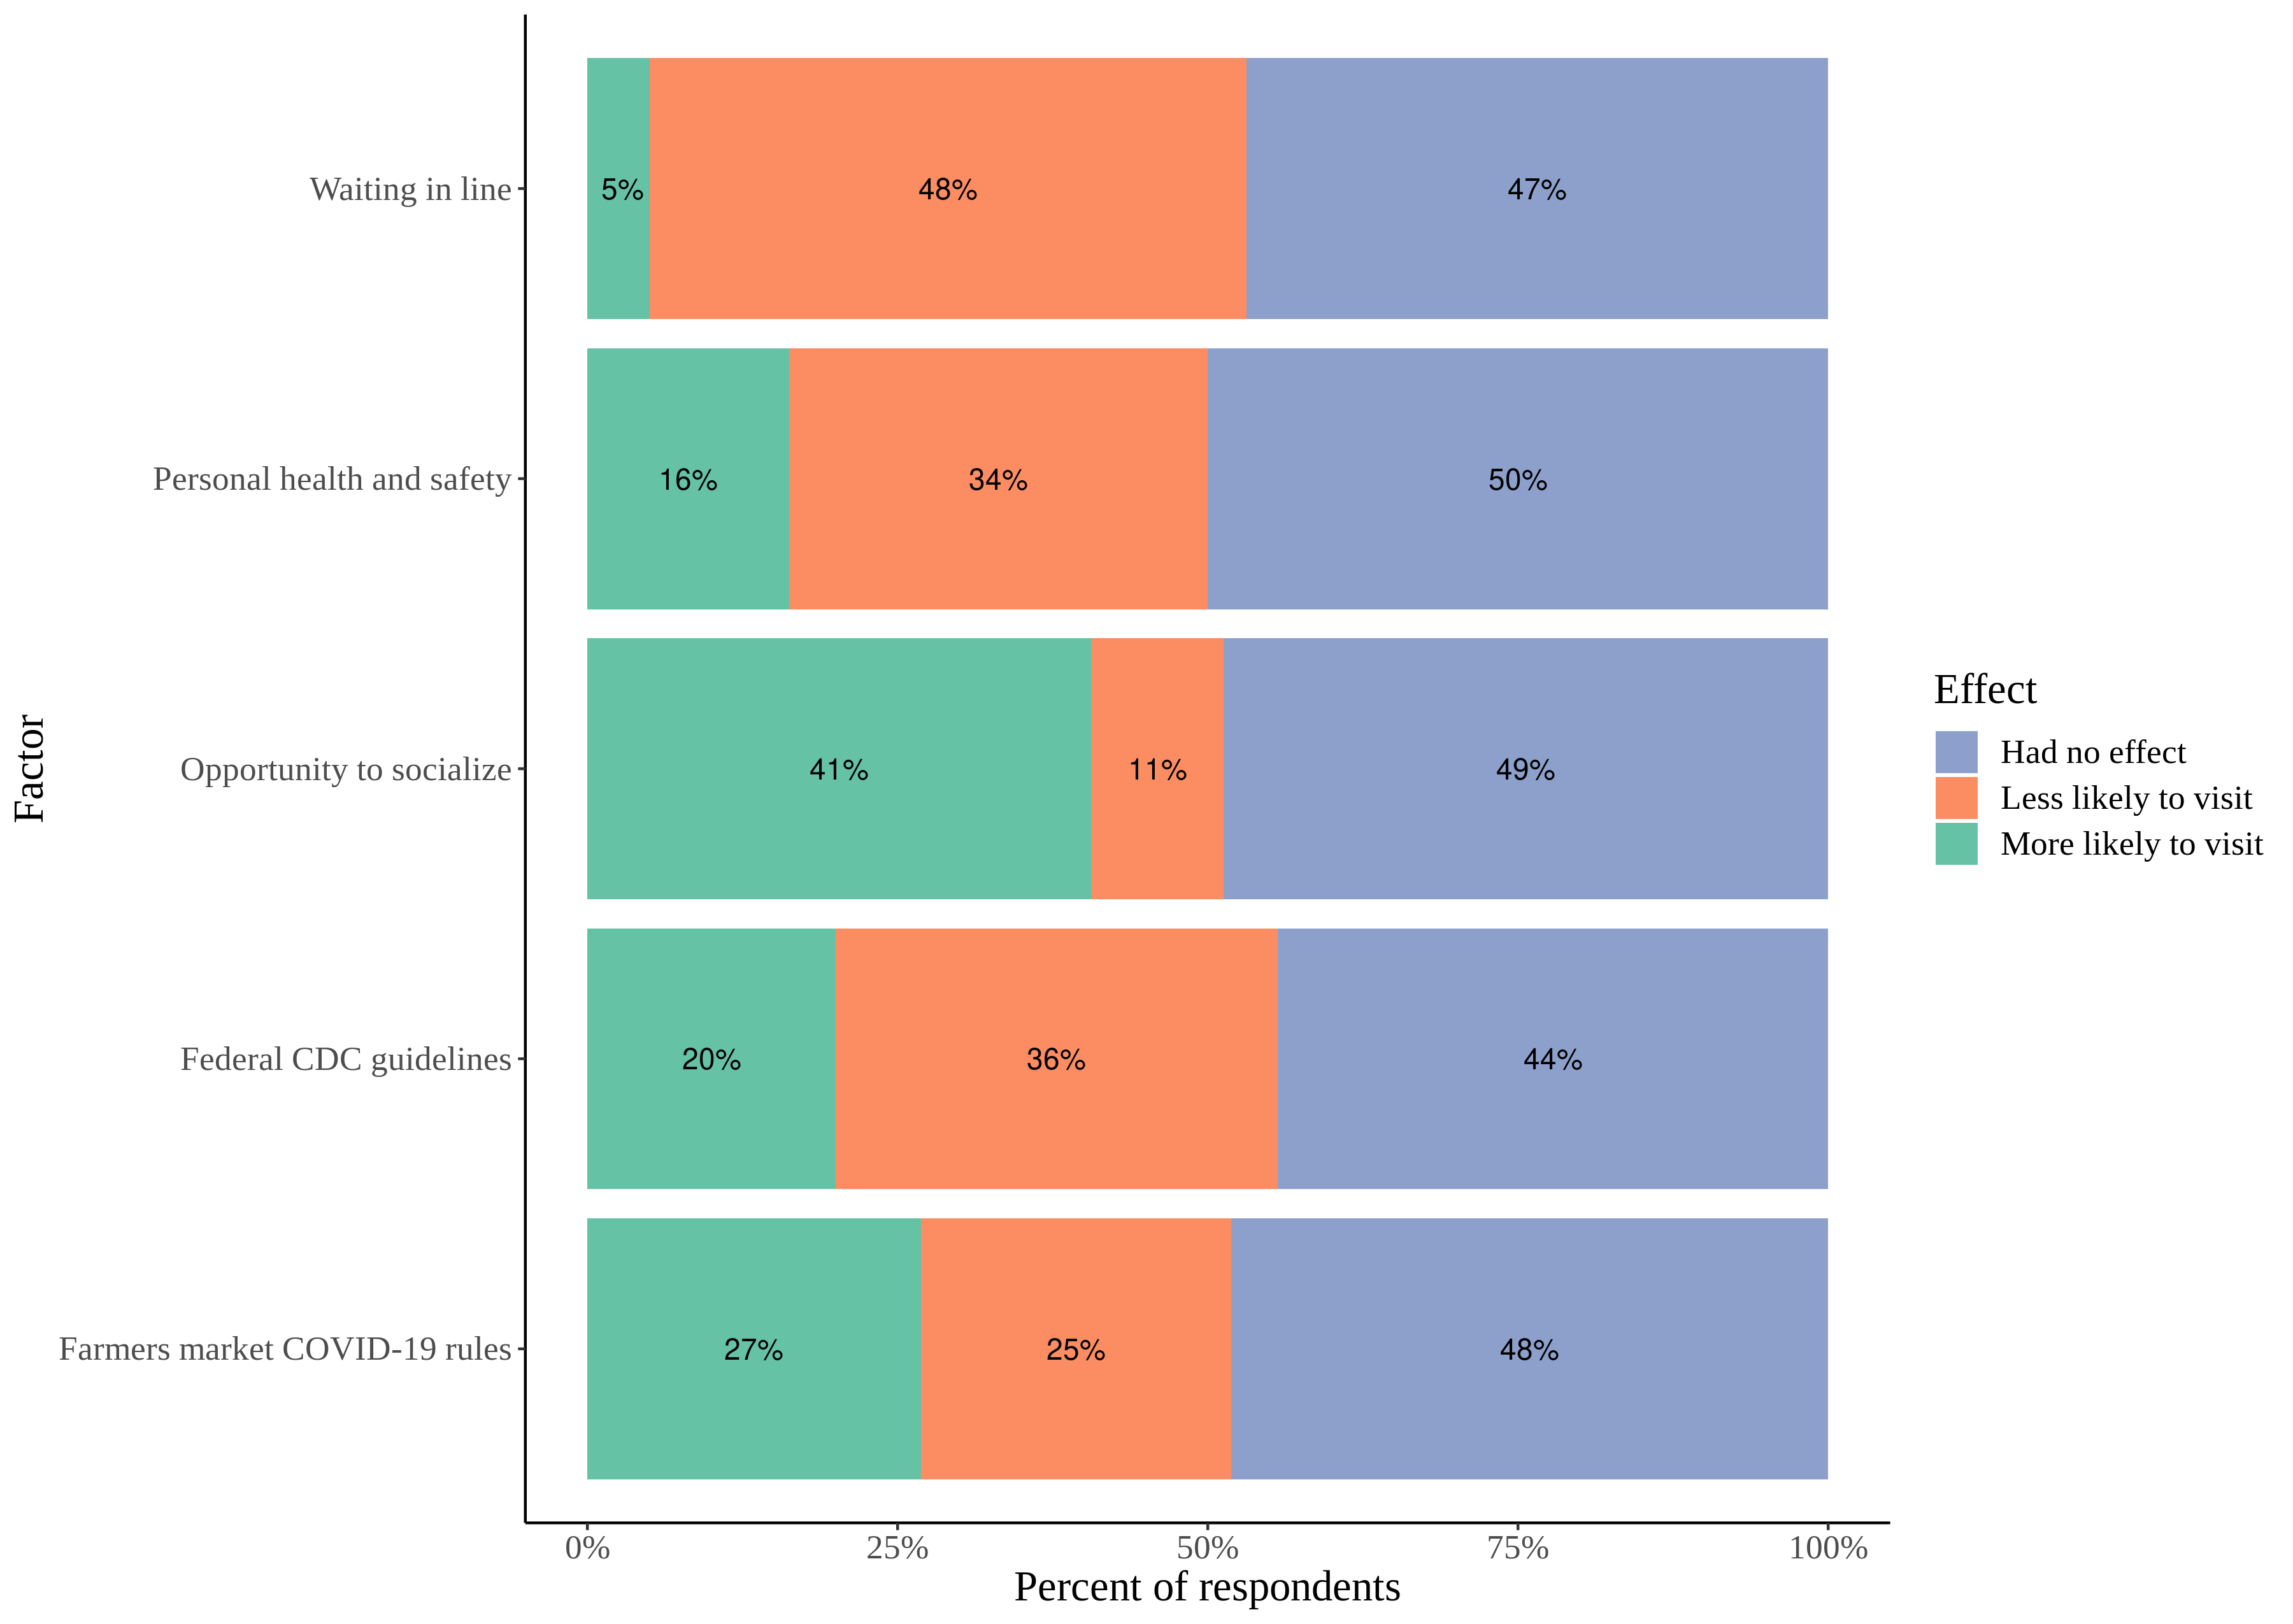 Factor
Waiting in line
5%
48%
47%
Personal health and safety
16%
34%
50%
Opportunity to socialize
41%
11%
49%
Federal CDC guidelines
20%
36%
44%
Farmers market COVID-19 rules
27%
25%
48%
0%
25%
50%
75%
100%
Percent of respondents
Effect
Had no effect
Less likely to visit
More likely to visit